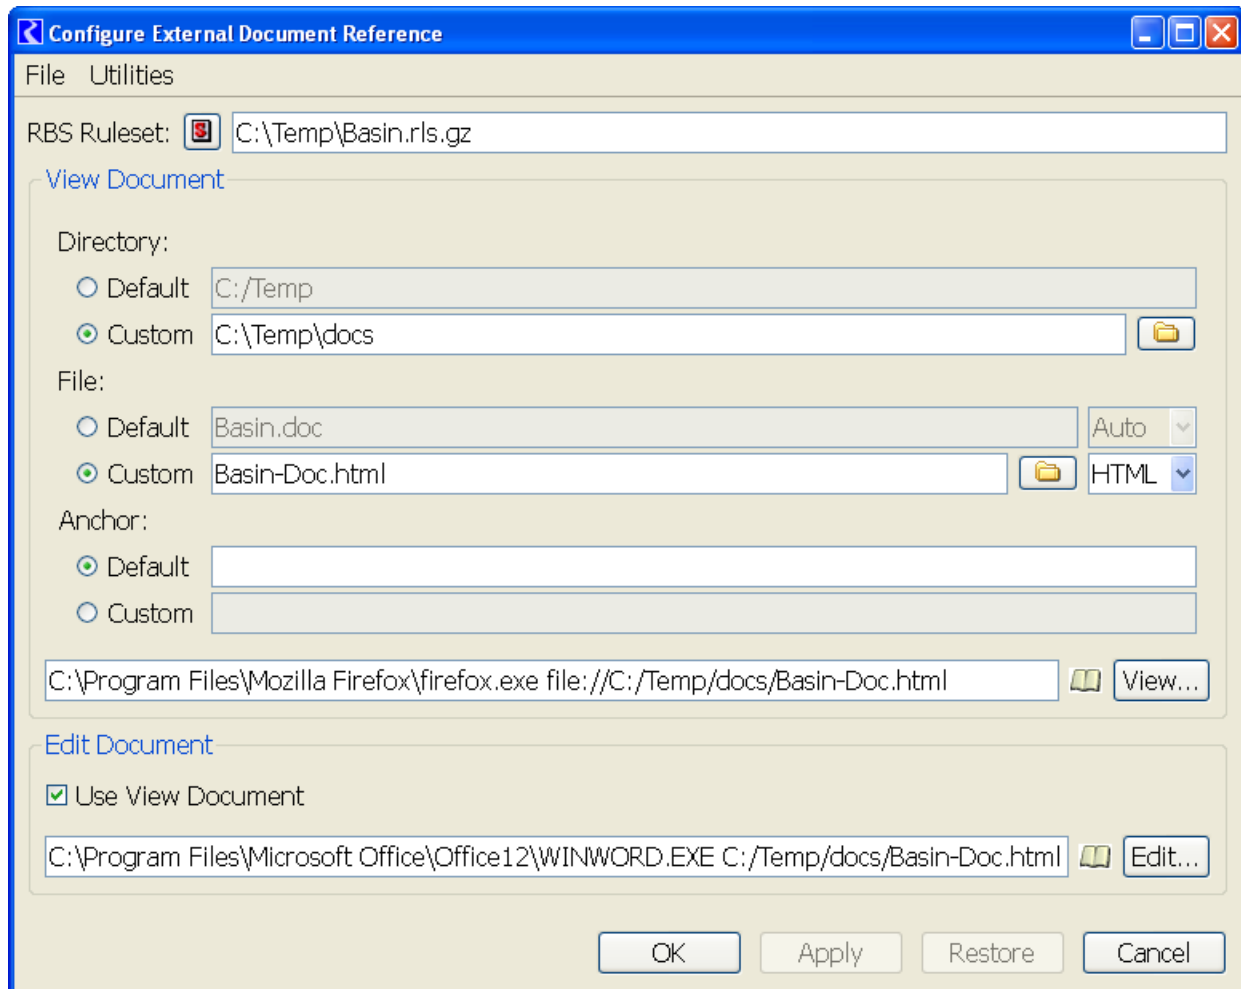 Configure External Document Reference
File Utilities
RBS Ruleset: S C:\Temp\Basin.rls.gz
View Document
Directory:
Default C:/Temp
Custom C:\Temp\docs
File:
Default Basin.doc Auto
Custom Basin-Doc.html HTML
Anchor:
Default
Custom
C:\Program Files\Mozilla Firefox\firefox.exe file://C:/Temp/docs/Basin-Doc.html View...
Edit Document
Use View Document
C:\Program Files\Microsoft Office\Office12\WINWORD.EXE C:/Temp/docs/Basin-Doc.html Edit...
OK Apply Restore Cancel